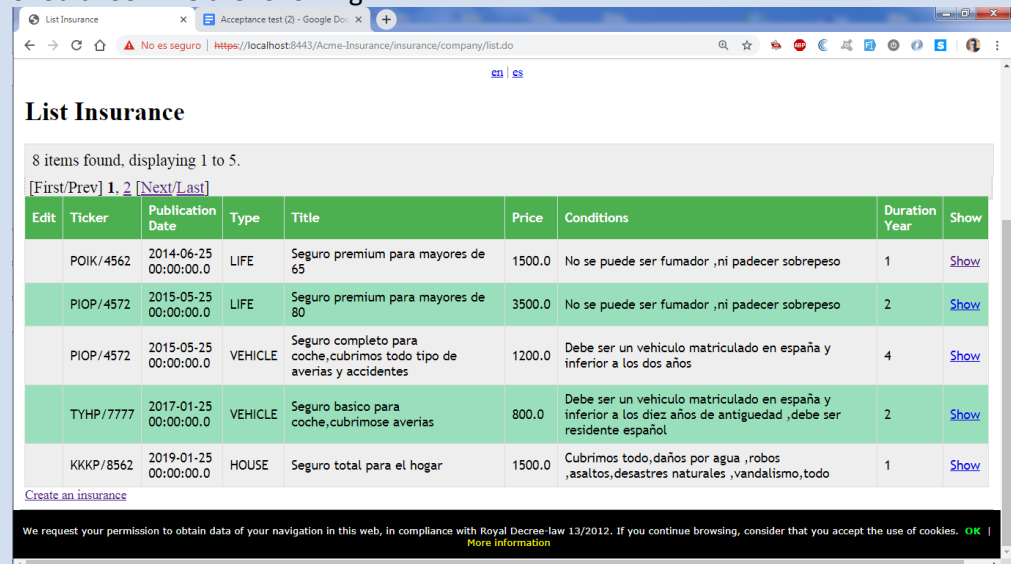 List Insurance
Acceptance test (2) - Google Doc
No es seguro | https://localhost:8443/Acme-Insurance/insurance/company/list.do
en | es
List Insurance
8 items found, displaying 1 to 5.
[First/Prev] 1, 2 [Next/Last]
Edit Ticker Publication Date Type Title Price Conditions Duration Year Show
POIK/4562 2014-06-25 00:00:00.0 LIFE Seguro premium para mayores de 65 1500.0 No se puede ser fumador ,ni padecer sobrepeso 1 Show
PIOP/4572 2015-05-25 00:00:00.0 LIFE Seguro premium para mayores de 80 3500.0 No se puede ser fumador ,ni padecer sobrepeso 2 Show
PIOP/4572 2015-05-25 00:00:00.0 VEHICLE Seguro completo para coche,cubrimos todo tipo de averias y accidentes 1200.0 Debe ser un vehiculo matriculado en españa y inferior a los dos años 4 Show
TYHP/7777 2017-01-25 00:00:00.0 VEHICLE Seguro basico para coche,cubrimose averias 800.0 Debe ser un vehiculo matriculado en españa y inferior a los diez años de antiguedad ,debe ser residente español 2 Show
KKKP/8562 2019-01-25 00:00:00.0 HOUSE Seguro total para el hogar 1500.0 Cubrimos todo,daños por agua ,robos ,asaltos,desastres naturales ,vandalismo,todo 1 Show
Create an insurance
We request your permission to obtain data of your navigation in this web, in compliance with Royal Decree-law 13/2012. If you continue browsing, consider that you accept the use of cookies. OK |
More information